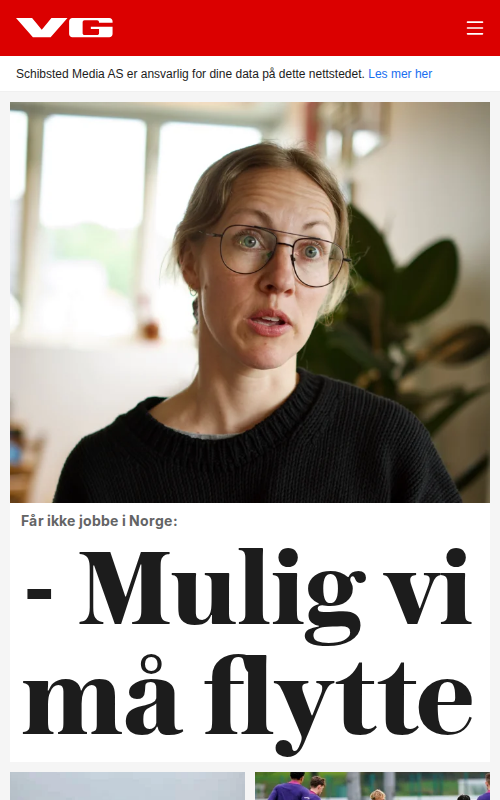 VG
Schibsted Media AS er ansvarlig for dine data på dette nettstedet. Les mer her
Får ikke jobbe i Norge:
- Mulig vi
må flytte